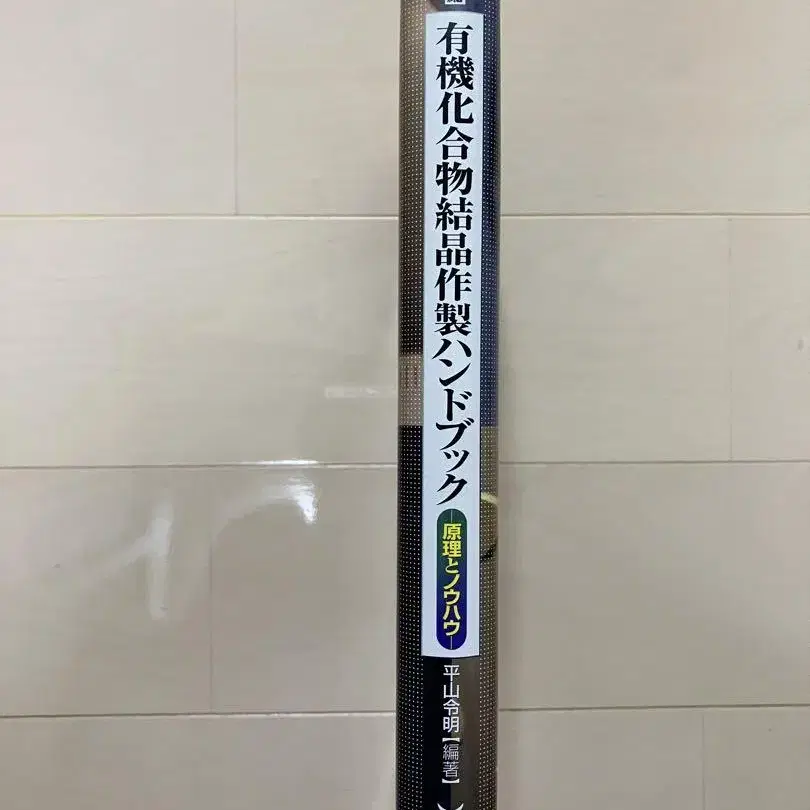 有機化合物結晶作製ハンドブック
―原理とノウハウ―
平山令明【編著】